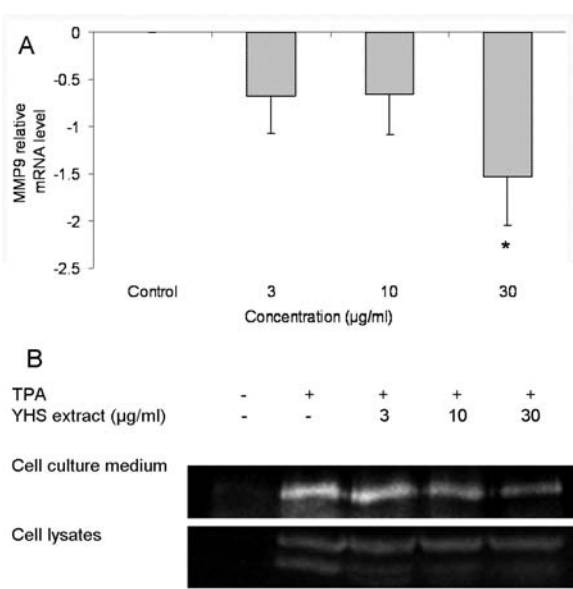 A
MMP9 relative
mRNA level
0
-0.5
-1
-1.5
-2
-2.5
*
Control 3 10 30
Concentration (µg/ml)
B
TPA - + + + +
YHS extract (µg/ml) - - 3 10 30
Cell culture medium
Cell lysates